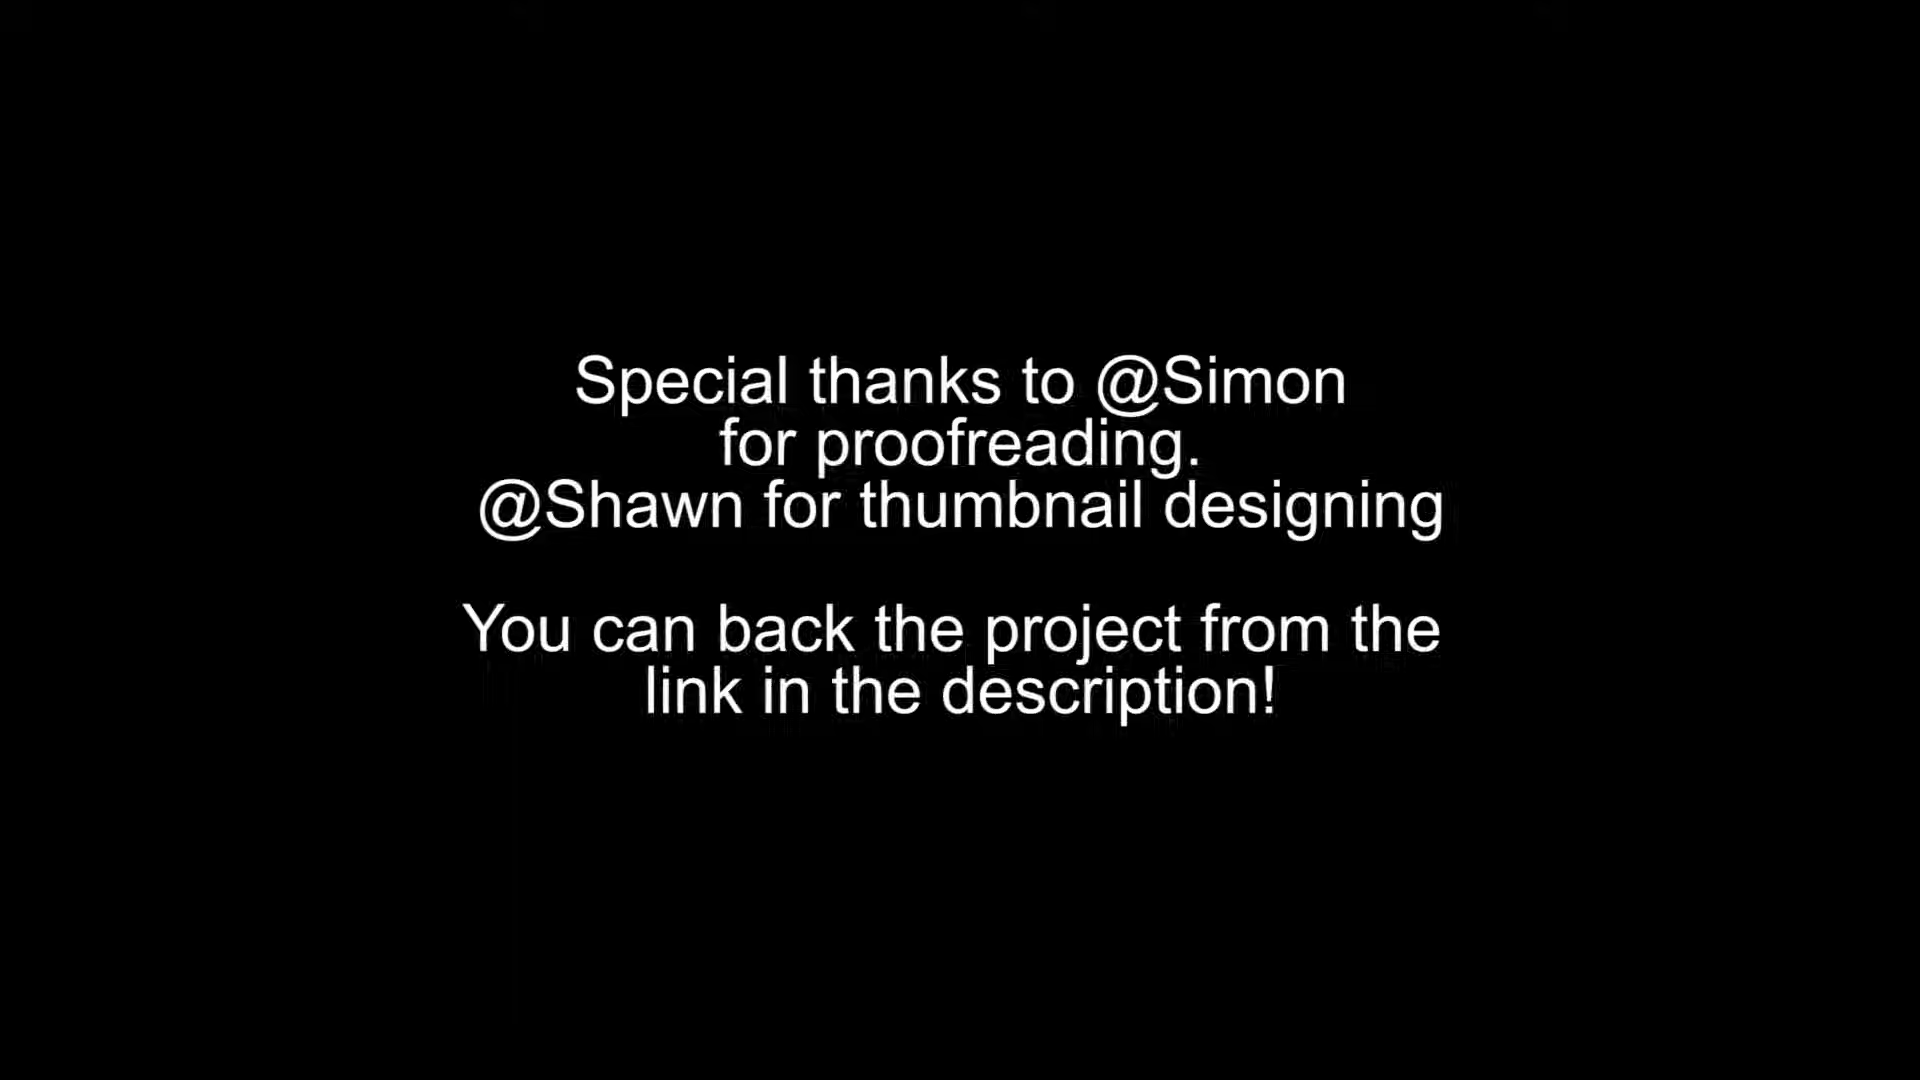 Special thanks to @Simon
for proofreading.
@Shawn for thumbnail designing
You can back the project from the
link in the description!